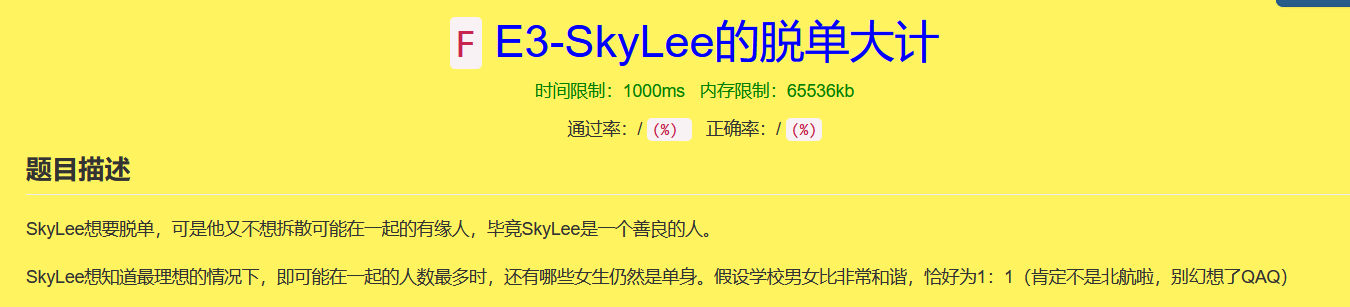 F E3-SkyLee的脱单大计
时间限制：1000ms 内存限制：65536kb
通过率：/ (%) 正确率：/ (%)
题目描述
SkyLee想要脱单，可是他又不想拆散可能在一起的有缘人，毕竟SkyLee是一个善良的人。
SkyLee想知道最理想的情况下，即可能在一起的人数最多时，还有哪些女生仍然是单身。假设学校男女比非常和谐，恰好为1：1（肯定不是北航啦，别幻想了QAQ）